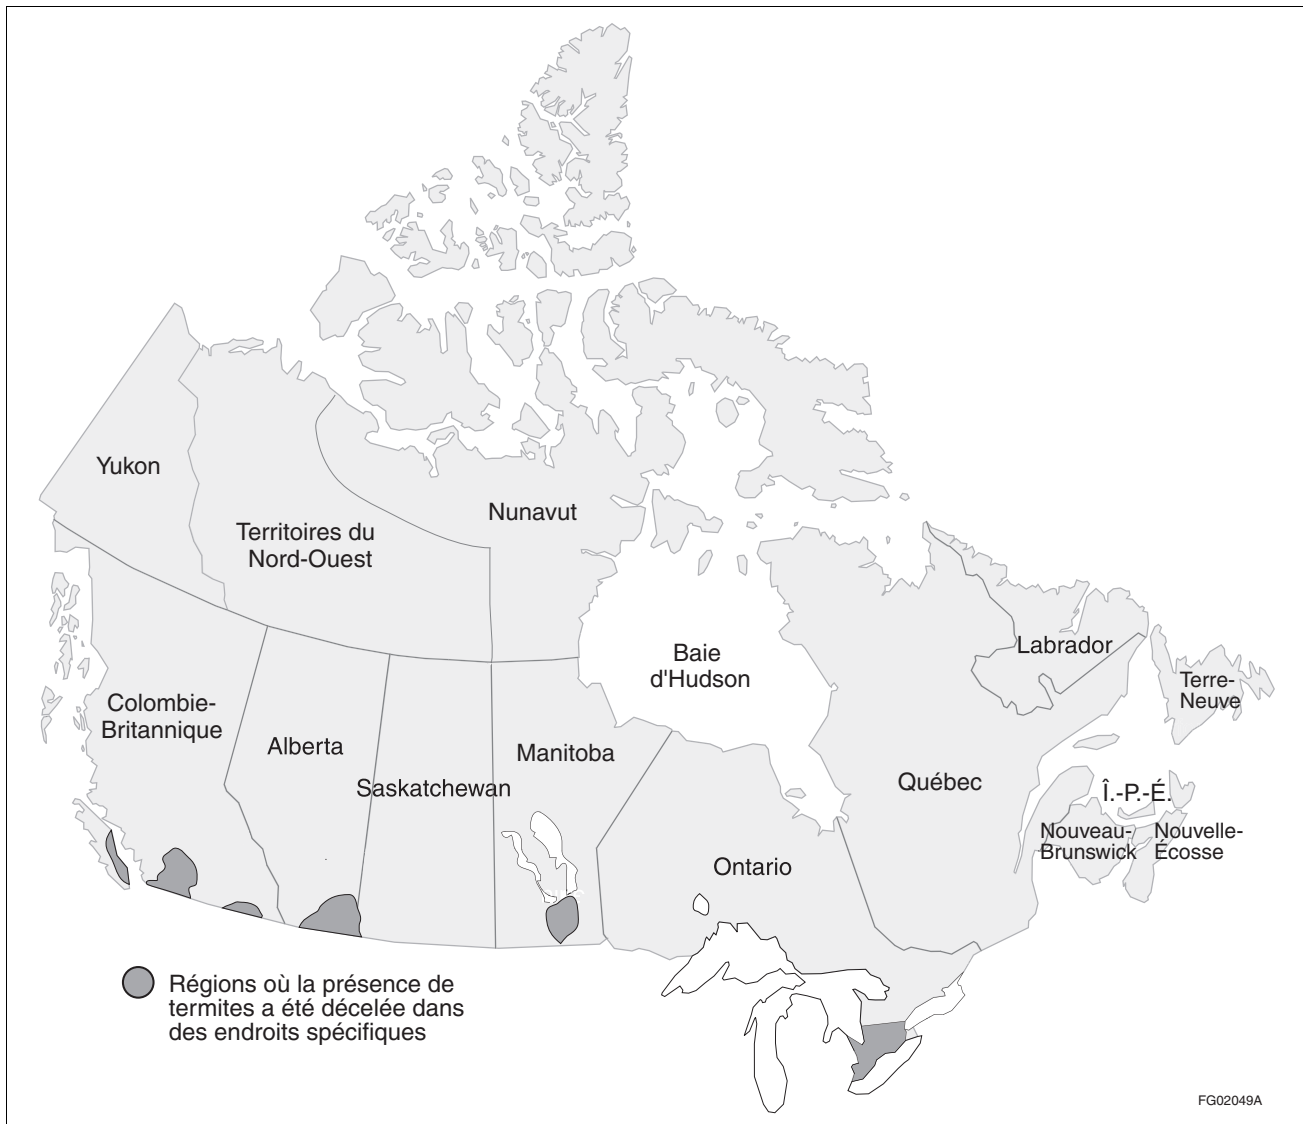 Yukon
Territoires du
Nord-Ouest
Nunavut
Baie
d'Hudson
Labrador
Terre-
Neuve
Colombie-
Britannique
Alberta
Saskatchewan
Manitoba
Ontario
Québec
Î.-P.-É.
Nouveau-
Brunswick
Nouvelle-
Écosse
Régions où la présence de
termites a été décelée dans
des endroits spécifiques
FG02049A